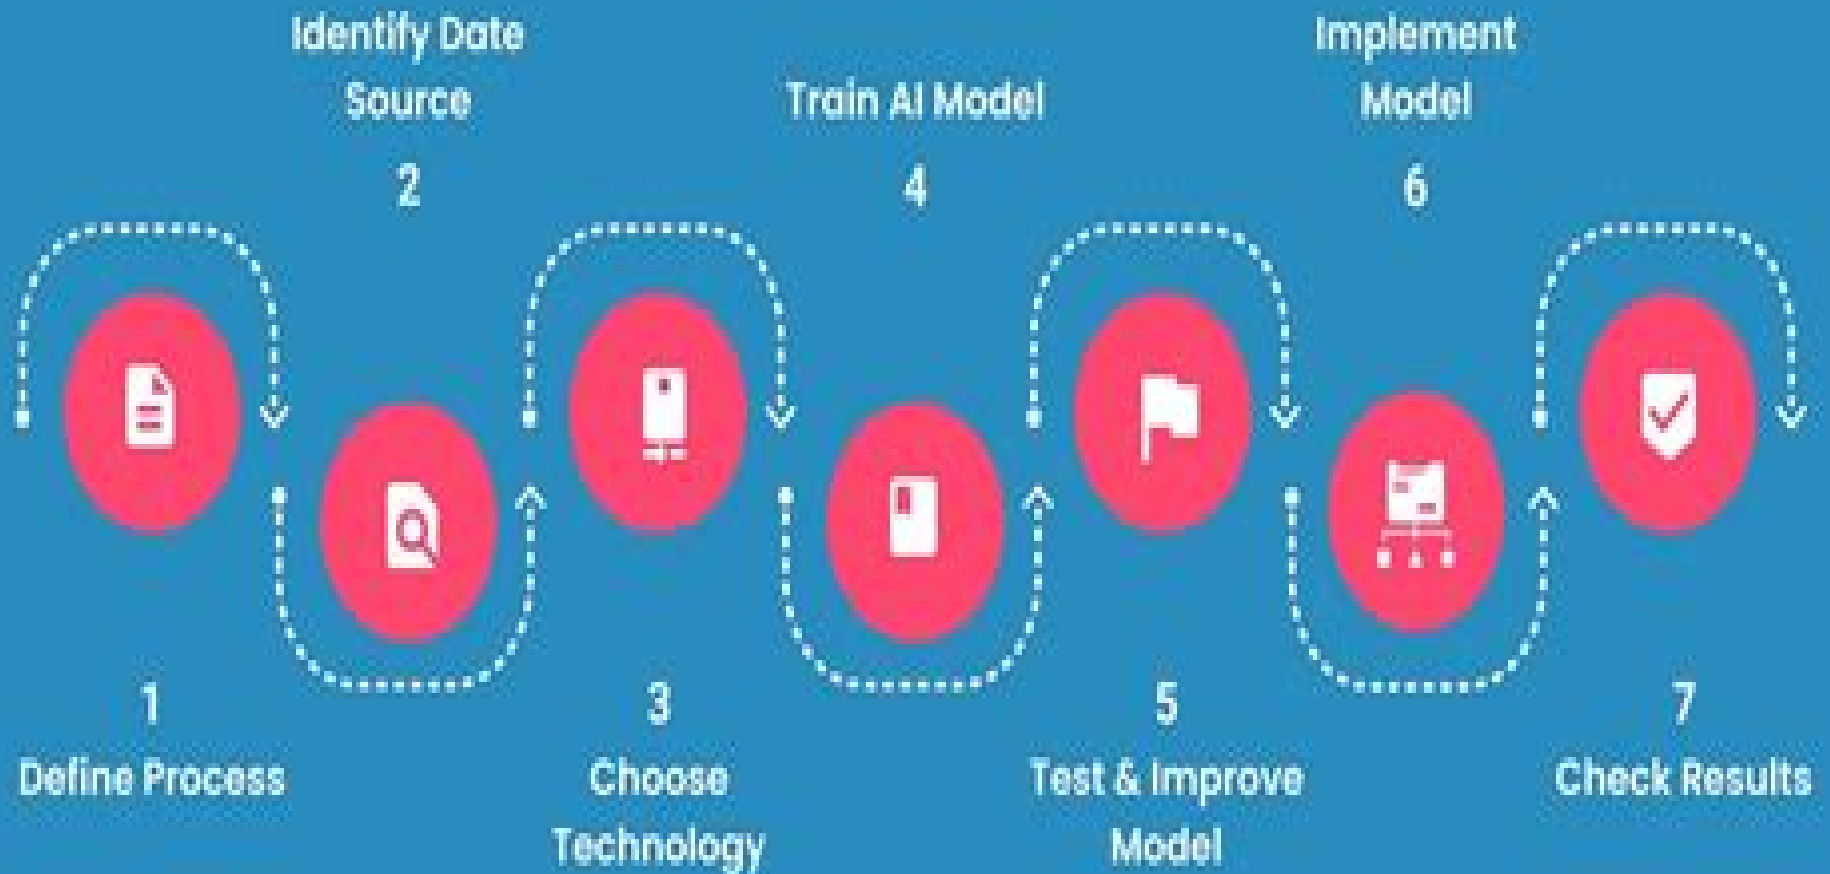 Identify Date
Source
2
Train AI Model
4
Implement
Model
6
1
Define Process
3
Choose
Technology
5
Test & Improve
Model
7
Check Results